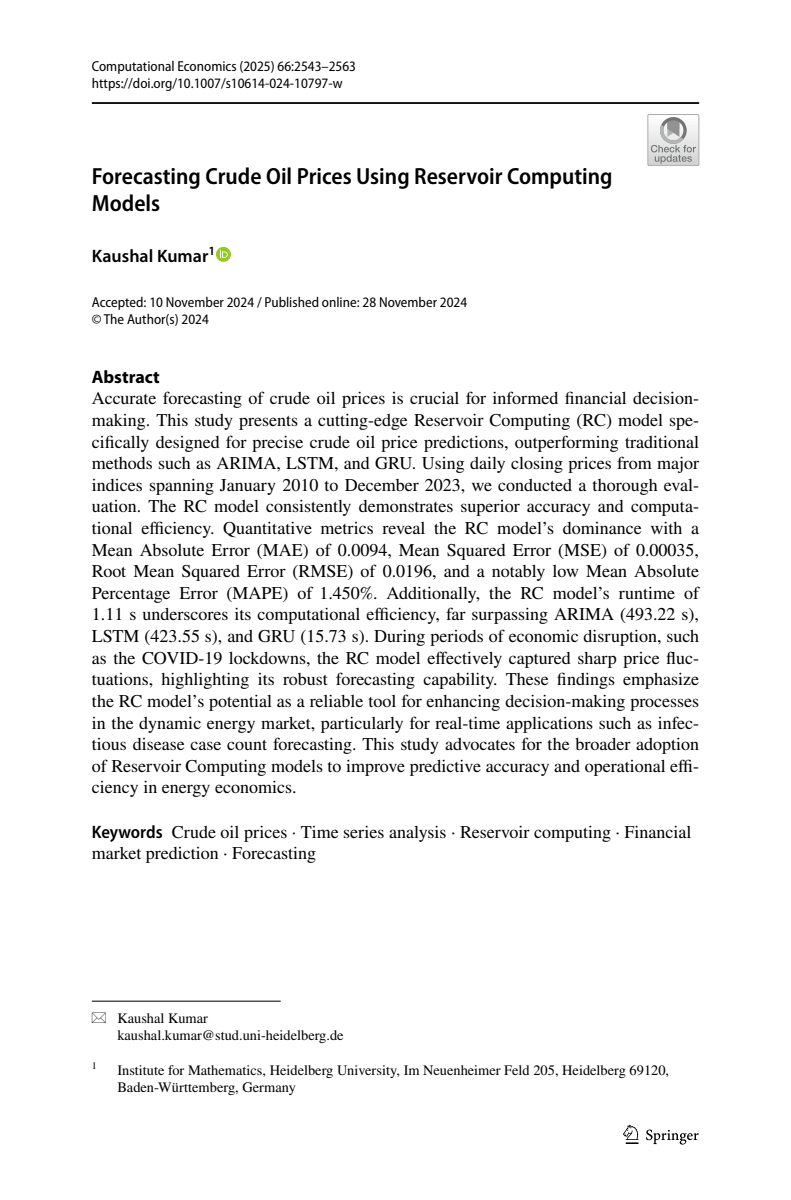 Computational Economics (2025) 66:2543–2563
https://doi.org/10.1007/s10614-024-10797-w
Check for
updates
Forecasting Crude Oil Prices Using Reservoir Computing
Models
Kaushal Kumar1 iD
Accepted: 10 November 2024 / Published online: 28 November 2024
© The Author(s) 2024
Abstract
Accurate forecasting of crude oil prices is crucial for informed financial decision-
making. This study presents a cutting-edge Reservoir Computing (RC) model spe-
cifically designed for precise crude oil price predictions, outperforming traditional
methods such as ARIMA, LSTM, and GRU. Using daily closing prices from major
indices spanning January 2010 to December 2023, we conducted a thorough eval-
uation. The RC model consistently demonstrates superior accuracy and computa-
tional efficiency. Quantitative metrics reveal the RC model’s dominance with a
Mean Absolute Error (MAE) of 0.0094, Mean Squared Error (MSE) of 0.00035,
Root Mean Squared Error (RMSE) of 0.0196, and a notably low Mean Absolute
Percentage Error (MAPE) of 1.450%. Additionally, the RC model’s runtime of
1.11 s underscores its computational efficiency, far surpassing ARIMA (493.22 s),
LSTM (423.55 s), and GRU (15.73 s). During periods of economic disruption, such
as the COVID-19 lockdowns, the RC model effectively captured sharp price fluc-
tuations, highlighting its robust forecasting capability. These findings emphasize
the RC model’s potential as a reliable tool for enhancing decision-making processes
in the dynamic energy market, particularly for real-time applications such as infec-
tious disease case count forecasting. This study advocates for the broader adoption
of Reservoir Computing models to improve predictive accuracy and operational effi-
ciency in energy economics.
Keywords Crude oil prices · Time series analysis · Reservoir computing · Financial
market prediction · Forecasting
Kaushal Kumar
kaushal.kumar@stud.uni-heidelberg.de
1 Institute for Mathematics, Heidelberg University, Im Neuenheimer Feld 205, Heidelberg 69120,
Baden-Württemberg, Germany
Springer